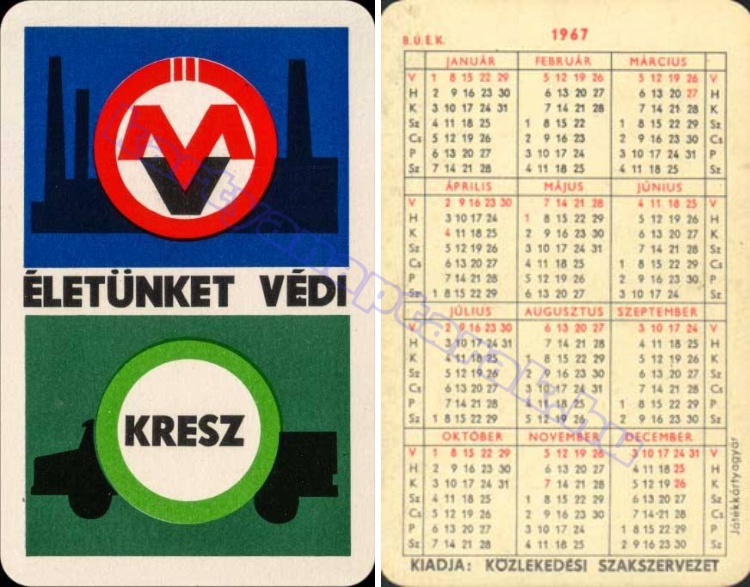 M
V
ÉLETÜNKET VÉDI
KRESZ
B.Ú.É.K. 1967
JANUÁR FEBRUÁR MÁRCIUS
V 1 8 15 22 29 5 12 19 26 5 12 19 26 V
H 2 9 16 23 30 6 13 20 27 6 13 20 27 H
K 3 10 17 24 31 7 14 21 28 7 14 21 28 K
Sz 4 11 18 25 1 8 15 22 1 8 15 22 29 Sz
Cs 5 12 19 26 2 9 16 23 2 9 16 23 30 Cs
P 6 13 20 27 3 10 17 24 3 10 17 24 31 P
Sz 7 14 21 28 4 11 18 25 4 11 18 25 Sz
ÁPRILIS MÁJUS JÚNIUS
V 2 9 16 23 30 7 14 21 28 4 11 18 25 V
H 3 10 17 24 1 8 15 22 29 5 12 19 26 H
K 4 11 18 25 2 9 16 23 30 6 13 20 27 K
Sz 5 12 19 26 3 10 17 24 31 7 14 21 28 Sz
Cs 6 13 20 27 4 11 18 25 1 8 15 22 29 Cs
P 7 14 21 28 5 12 19 26 2 9 16 23 30 P
Sz 1 8 15 22 29 6 13 20 27 3 10 17 24 Sz
JÚLIUS AUGUSZTUS SZEPTEMBER
V 2 9 16 23 30 6 13 20 27 3 10 17 24 V
H 3 10 17 24 31 7 14 21 28 4 11 18 25 H
K 4 11 18 25 1 8 15 22 29 5 12 19 26 K
Sz 5 12 19 26 2 9 16 23 30 6 13 20 27 Sz
Cs 6 13 20 27 3 10 17 24 31 7 14 21 28 Cs
P 7 14 21 28 4 11 18 25 1 8 15 22 29 P
Sz 1 8 15 22 29 5 12 19 26 2 9 16 23 30 Sz
OKTÓBER NOVEMBER DECEMBER
V 1 8 15 22 29 5 12 19 26 3 10 17 24 31 V
H 2 9 16 23 30 6 13 20 27 4 11 18 25 H
K 3 10 17 24 31 7 14 21 28 5 12 19 26 K
Sz 4 11 18 25 1 8 15 22 29 6 13 20 27 Sz
Cs 5 12 19 26 2 9 16 23 30 7 14 21 28 Cs
P 6 13 20 27 3 10 17 24 1 8 15 22 29 P
Sz 7 14 21 28 4 11 18 25 2 9 16 23 30 Sz
KIADJA: KÖZLEKEDÉSI SZAKSZERVEZET
Játékkártyagyár
kartyanaptarak.hu